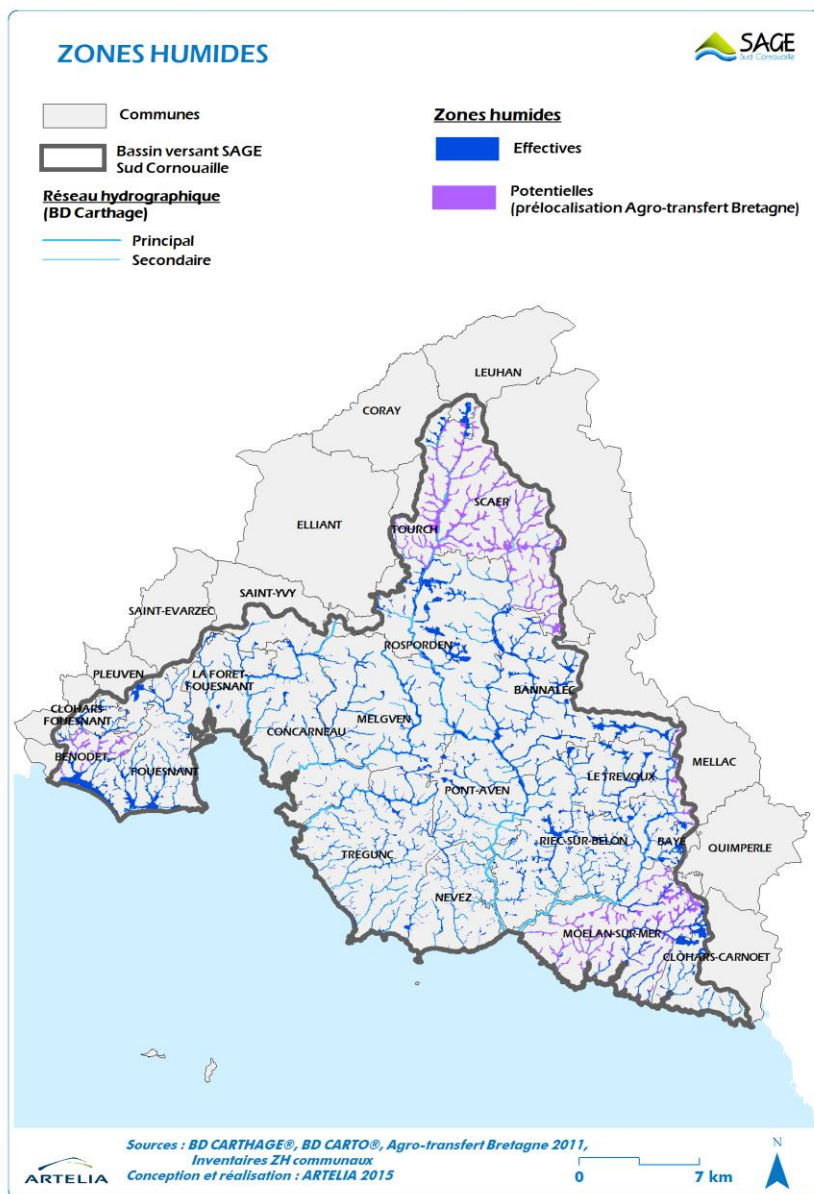 ZONES HUMIDES
SAGE
Sud Cornouaille
Communes
Bassin versant SAGE
Sud Cornouaille
Réseau hydrographique
(BD Carthage)
Principal
Secondaire
Zones humides
Effectives
Potentielles
(prélocalisation Agro-transfert Bretagne)
LEUHAN
CORAY
SCAER
ELLIANT
TOURCH
SAINT-YVY
SAINT-EVARZEC
ROSPORDEN
PLEUVEN
LA FORET-
FOUESNANT
BANNALEC
CLOHARS-
FOUESNANT
MELGVEN
CONCARNEAU
BENODET
FOUESNANT
MELLAC
LE TREVOUX
PONT-AVEN
RIEC-SUR-BELON
BAYE
QUIMPERLE
TREGUNC
NEVEZ
MOELAN-SUR-MER
CLOHARS-CARNOET
Sources : BD CARTHAGE®, BD CARTO®, Agro-transfert Bretagne 2011,
Inventaires ZH communaux
Conception et réalisation : ARTELIA 2015
ARTELIA
0 7 km
N